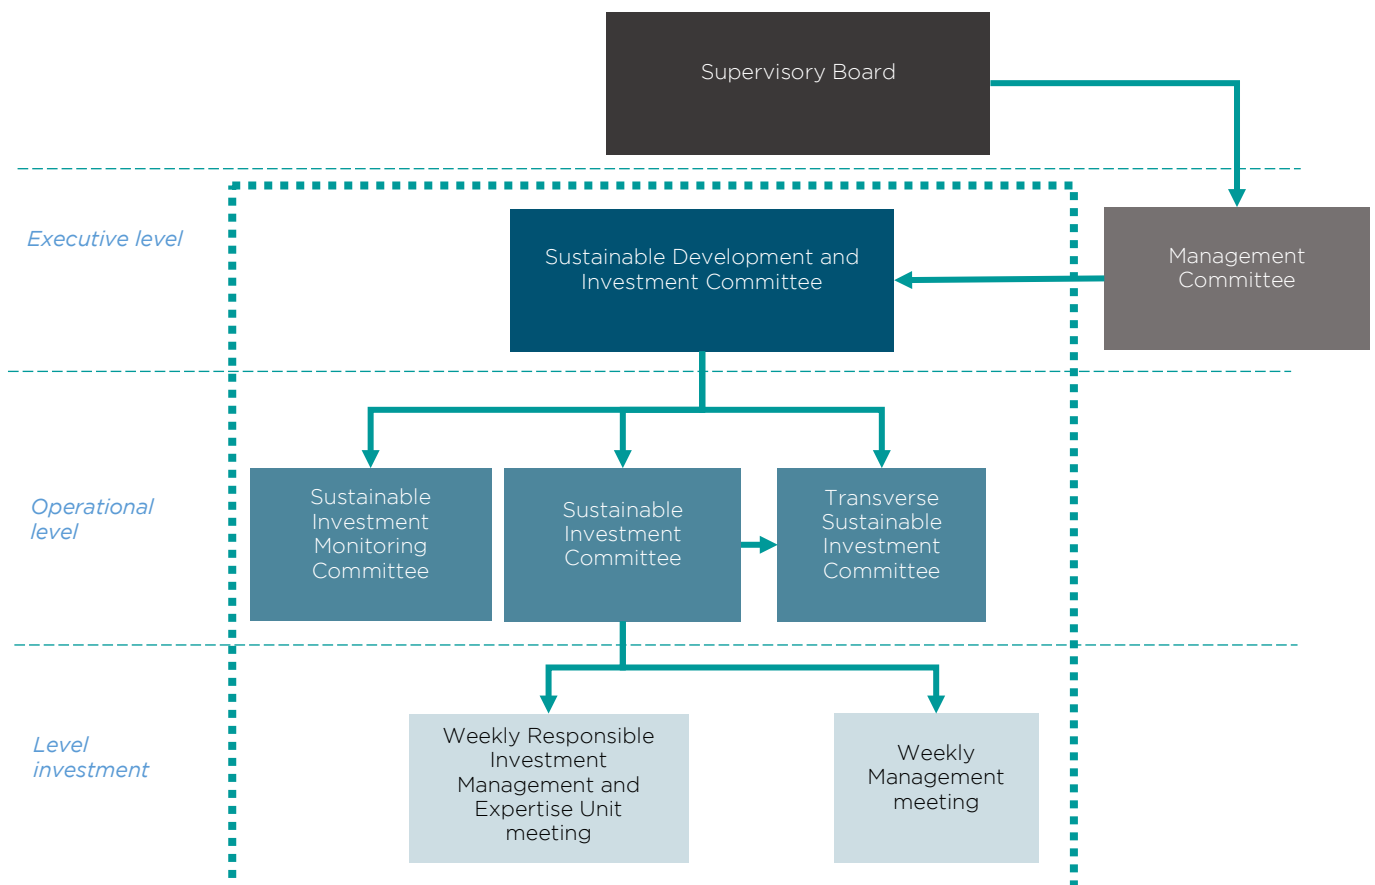 Supervisory Board
Executive level
Sustainable Development and
Investment Committee
Management
Committee
Operational
level
Sustainable
Investment
Monitoring
Committee
Sustainable
Investment
Committee
Transverse
Sustainable
Investment
Committee
Level
investment
Weekly Responsible
Investment
Management and
Expertise Unit
meeting
Weekly
Management
meeting